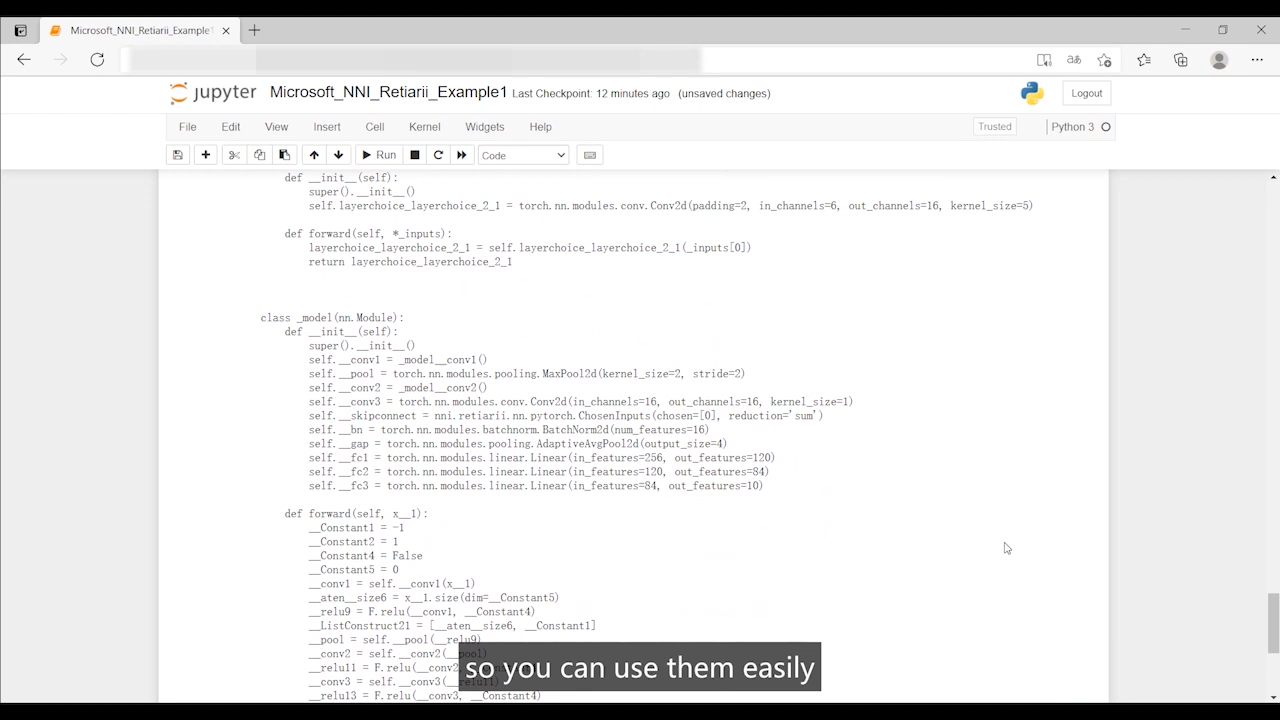 Microsoft_NNI_Retiarii_Example1
jupyter Microsoft_NNI_Retiarii_Example1 Last Checkpoint: 12 minutes ago (unsaved changes)
Logout
File Edit View Insert Cell Kernel Widgets Help
Trusted
Python 3
Run
Code
def __init__(self):
super().__init__()
self.layerchoice_layerchoice_2_1 = torch.nn.modules.conv.Conv2d(padding=2, in_channels=6, out_channels=16, kernel_size=5)
def forward(self, *_inputs):
layerchoice_layerchoice_2_1 = self.layerchoice_layerchoice_2_1(_inputs[0])
return layerchoice_layerchoice_2_1
class _model(nn.Module):
def __init__(self):
super().__init__()
self.__conv1 = _model__conv1()
self.__pool = torch.nn.modules.pooling.MaxPool2d(kernel_size=2, stride=2)
self.__conv2 = _model__conv2()
self.__conv3 = torch.nn.modules.conv.Conv2d(in_channels=16, out_channels=16, kernel_size=1)
self.__skipconnect = nni.retiarii.nn.pytorch.ChosenInputs(chosen=[0], reduction='sum')
self.__bn = torch.nn.modules.batchnorm.BatchNorm2d(num_features=16)
self.__gap = torch.nn.modules.pooling.AdaptiveAvgPool2d(output_size=4)
self.__fc1 = torch.nn.modules.linear.Linear(in_features=256, out_features=120)
self.__fc2 = torch.nn.modules.linear.Linear(in_features=120, out_features=84)
self.__fc3 = torch.nn.modules.linear.Linear(in_features=84, out_features=10)
def forward(self, x__1):
__Constant1 = -1
__Constant2 = 1
__Constant4 = False
__Constant5 = 0
__conv1 = self.__conv1(x__1)
__aten__size6 = x__1.size(dim=__Constant5)
__relu9 = F.relu(__conv1, __Constant4)
__ListConstruct21 = [__aten__size6, __Constant1]
__pool = self.__pool(__relu9)
__conv2 = self.__conv2(__pool)
__relu11 = F.relu(__conv2
__conv3 = self.__conv3(__relu11)
__relu13 = F.relu(__conv3, __Constant4)
so you can use them easily